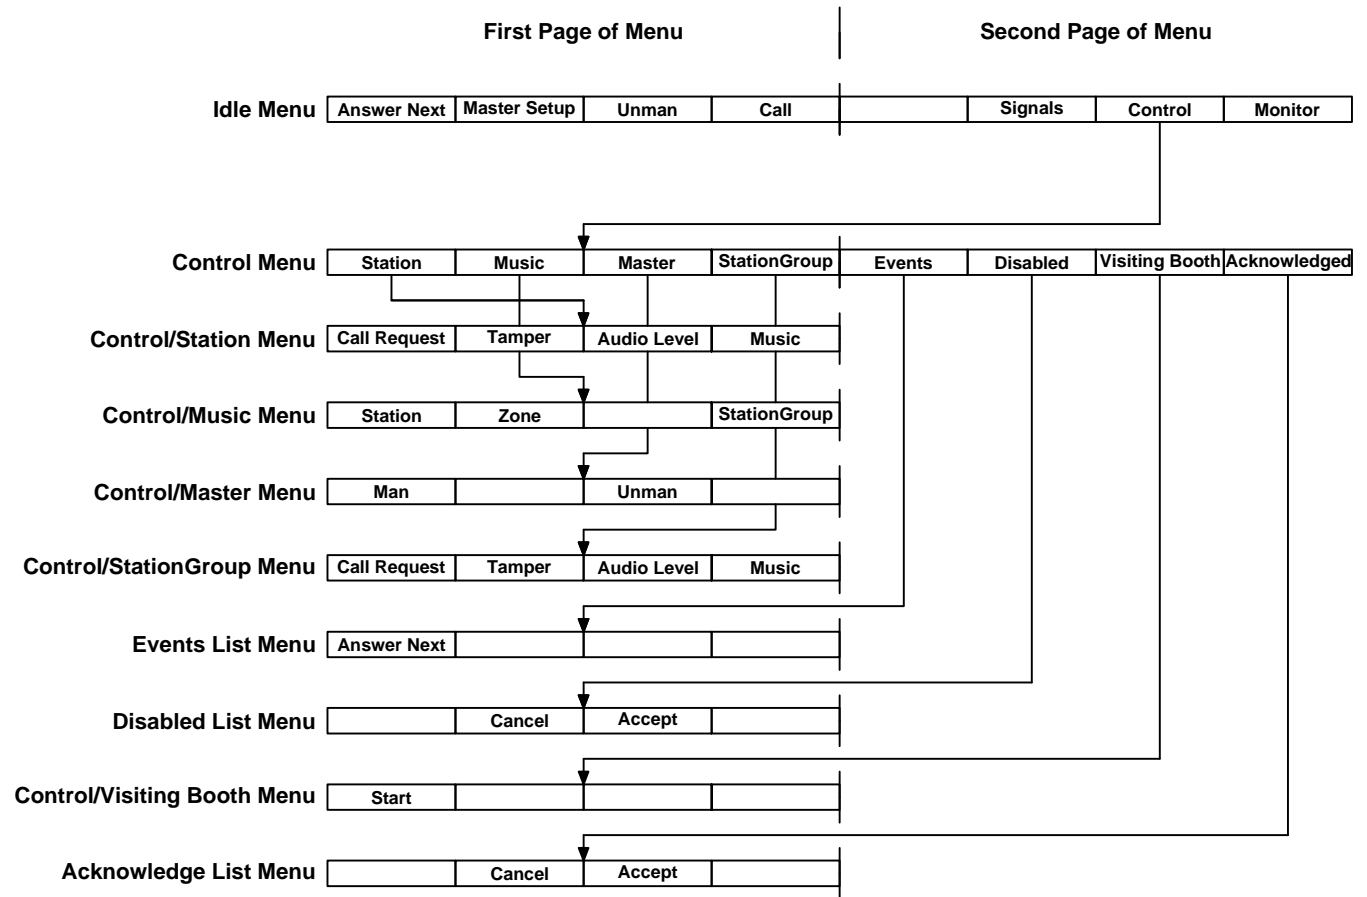 First Page of Menu Second Page of Menu
Idle Menu Answer Next Master Setup Unman Call Signals Control Monitor
Control Menu Station Music Master StationGroup Events Disabled Visiting Booth Acknowledged
Control/Station Menu Call Request Tamper Audio Level Music
Control/Music Menu Station Zone StationGroup
Control/Master Menu Man Unman
Control/StationGroup Menu Call Request Tamper Audio Level Music
Events List Menu Answer Next
Disabled List Menu Cancel Accept
Control/Visiting Booth Menu Start
Acknowledge List Menu Cancel Accept